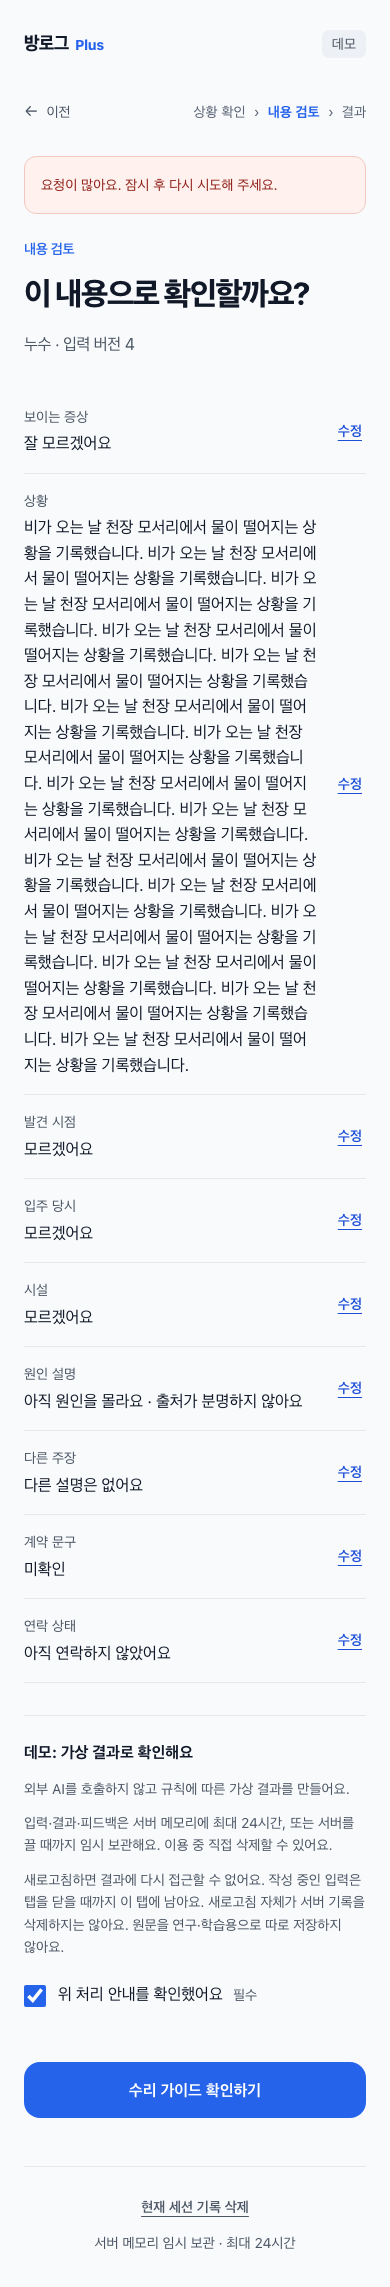 방로그 Plus
데모
← 이전
상황 확인 › 내용 검토 › 결과
요청이 많아요. 잠시 후 다시 시도해 주세요.
내용 검토
이 내용으로 확인할까요?
누수 · 입력 버전 4
보이는 증상
잘 모르겠어요
수정
상황
비가 오는 날 천장 모서리에서 물이 떨어지는 상
황을 기록했습니다. 비가 오는 날 천장 모서리에
서 물이 떨어지는 상황을 기록했습니다. 비가 오
는 날 천장 모서리에서 물이 떨어지는 상황을 기
록했습니다. 비가 오는 날 천장 모서리에서 물이
떨어지는 상황을 기록했습니다. 비가 오는 날 천
장 모서리에서 물이 떨어지는 상황을 기록했습
니다. 비가 오는 날 천장 모서리에서 물이 떨어
지는 상황을 기록했습니다. 비가 오는 날 천장
모서리에서 물이 떨어지는 상황을 기록했습니
다. 비가 오는 날 천장 모서리에서 물이 떨어지
는 상황을 기록했습니다. 비가 오는 날 천장 모
서리에서 물이 떨어지는 상황을 기록했습니다.
비가 오는 날 천장 모서리에서 물이 떨어지는 상
황을 기록했습니다. 비가 오는 날 천장 모서리에
서 물이 떨어지는 상황을 기록했습니다. 비가 오
는 날 천장 모서리에서 물이 떨어지는 상황을 기
록했습니다. 비가 오는 날 천장 모서리에서 물이
떨어지는 상황을 기록했습니다. 비가 오는 날 천
장 모서리에서 물이 떨어지는 상황을 기록했습
니다. 비가 오는 날 천장 모서리에서 물이 떨어
지는 상황을 기록했습니다.
수정
발견 시점
모르겠어요
수정
입주 당시
모르겠어요
수정
시설
모르겠어요
수정
원인 설명
아직 원인을 몰라요 · 출처가 분명하지 않아요
수정
다른 주장
다른 설명은 없어요
수정
계약 문구
미확인
수정
연락 상태
아직 연락하지 않았어요
수정
데모: 가상 결과로 확인해요
외부 AI를 호출하지 않고 규칙에 따른 가상 결과를 만들어요.
입력·결과·피드백은 서버 메모리에 최대 24시간, 또는 서버를
끌 때까지 임시 보관해요. 이용 중 직접 삭제할 수 있어요.
새로고침하면 결과에 다시 접근할 수 없어요. 작성 중인 입력은
탭을 닫을 때까지 이 탭에 남아요. 새로고침 자체가 서버 기록을
삭제하지는 않아요. 원문을 연구·학습용으로 따로 저장하지
않아요.
위 처리 안내를 확인했어요 필수
수리 가이드 확인하기
현재 세션 기록 삭제
서버 메모리 임시 보관 · 최대 24시간